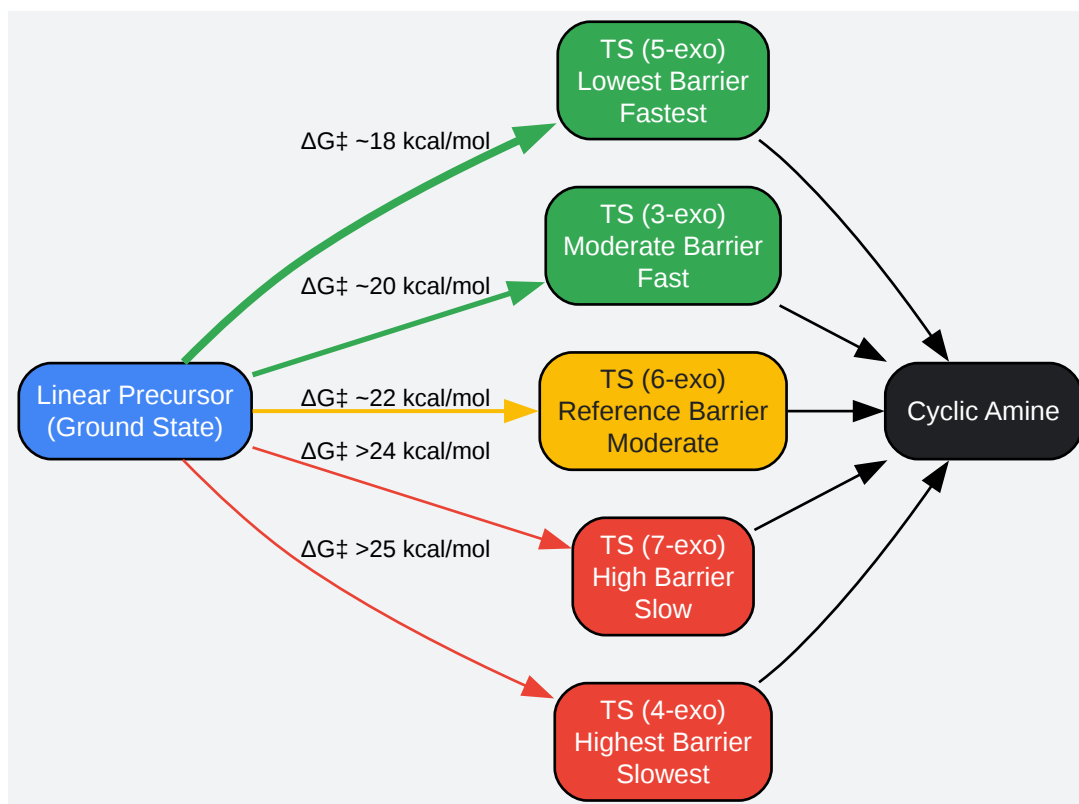 TS (5-exo)
Lowest Barrier
Fastest
ΔG‡ ~18 kcal/mol
TS (3-exo)
Moderate Barrier
Fast
ΔG‡ ~20 kcal/mol
Linear Precursor
(Ground State)
ΔG‡ ~22 kcal/mol
TS (6-exo)
Reference Barrier
Moderate
Cyclic Amine
ΔG‡ >24 kcal/mol
TS (7-exo)
High Barrier
Slow
ΔG‡ >25 kcal/mol
TS (4-exo)
Highest Barrier
Slowest